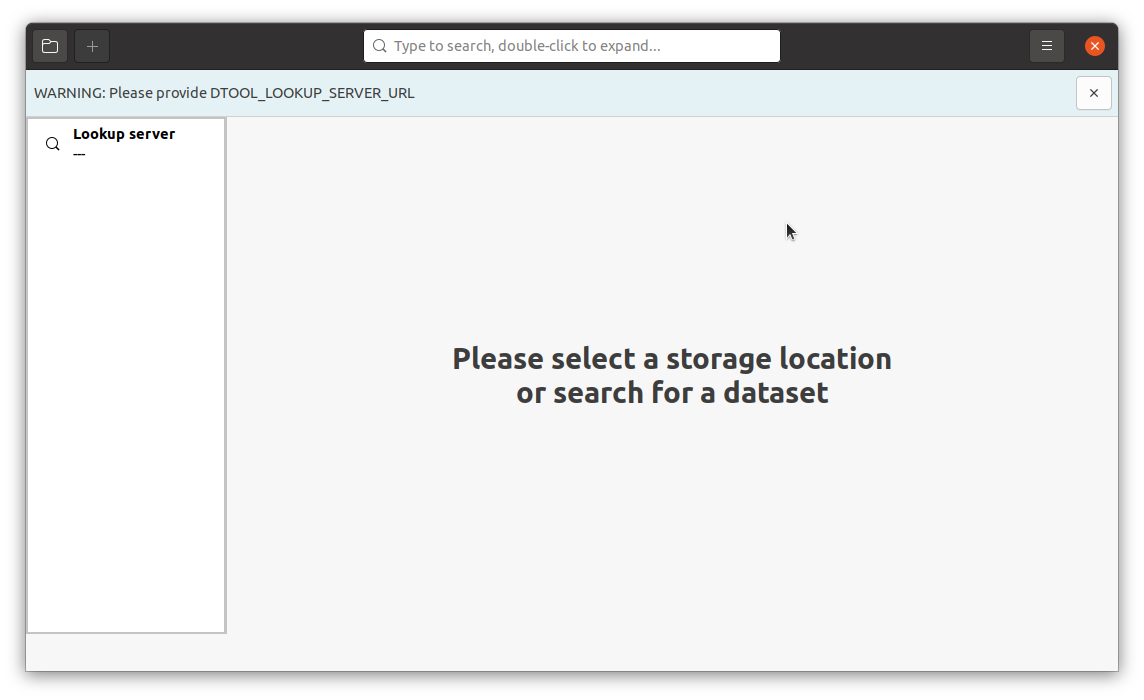 Type to search, double-click to expand...
WARNING: Please provide DTOOL_LOOKUP_SERVER_URL
Lookup server
---
Please select a storage location
or search for a dataset